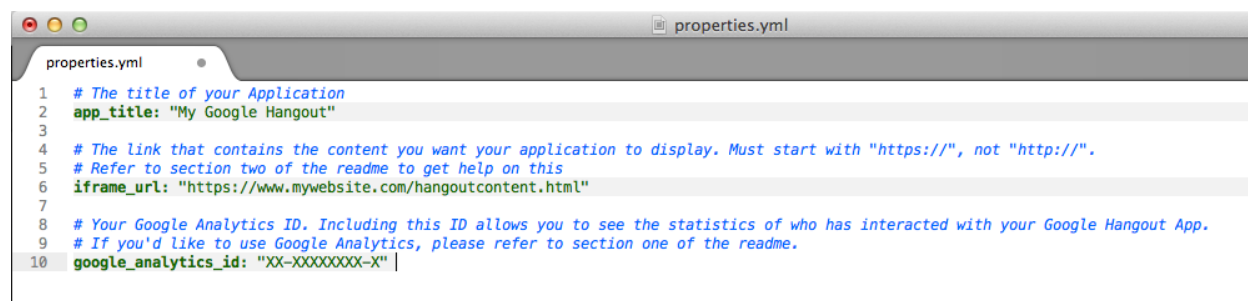 properties.yml
properties.yml
1 # The title of your Application
2 app_title: "My Google Hangout"
3
4 # The link that contains the content you want your application to display. Must start with "https://", not "http://".
5 # Refer to section two of the readme to get help on this
6 iframe_url: "https://www.mywebsite.com/hangoutcontent.html"
7
8 # Your Google Analytics ID. Including this ID allows you to see the statistics of who has interacted with your Google Hangout App.
9 # If you'd like to use Google Analytics, please refer to section one of the readme.
10 google_analytics_id: "XX-XXXXXXXX-X"